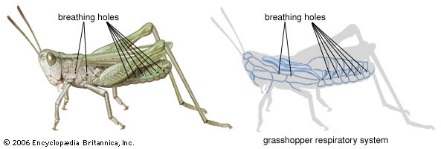 breathing holes
breathing holes
© 2006 Encyclopædia Britannica, Inc.
grasshopper respiratory system